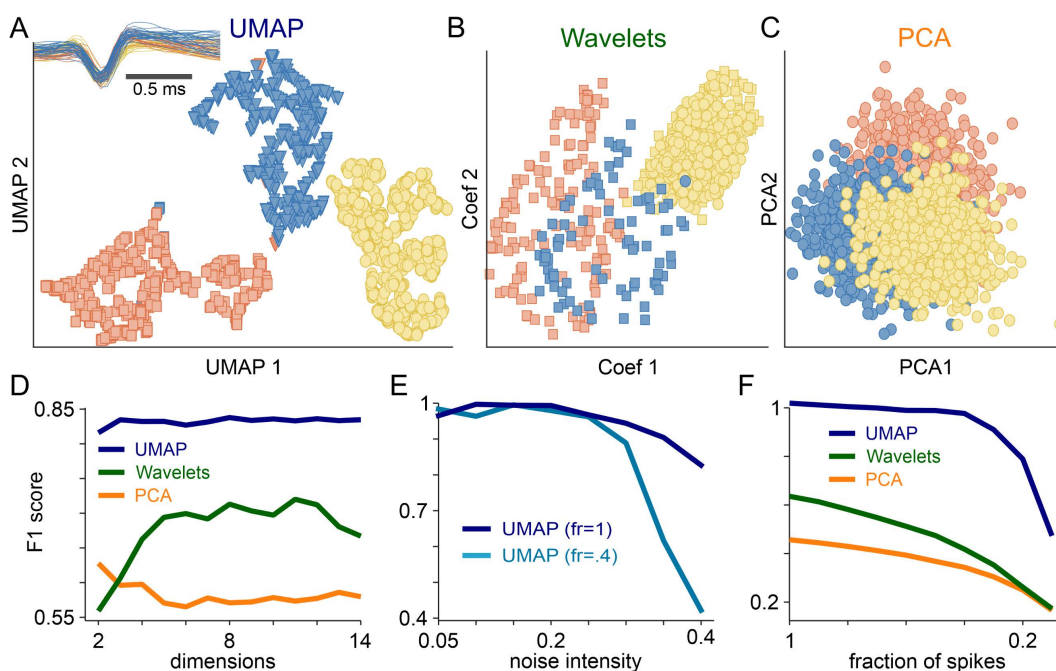 A
UMAP
0.5 ms
UMAP 2
UMAP 1
B
Wavelets
Coef 2
Coef 1
C
PCA
PCA2
PCA1
D
0.85
UMAP
Wavelets
PCA
F1 score
0.55
2
8
14
dimensions
E
1
0.7
UMAP (fr=1)
UMAP (fr=.4)
0.4
0.05
0.2
0.4
noise intensity
F
1
UMAP
Wavelets
PCA
0.2
1
0.2
fraction of spikes